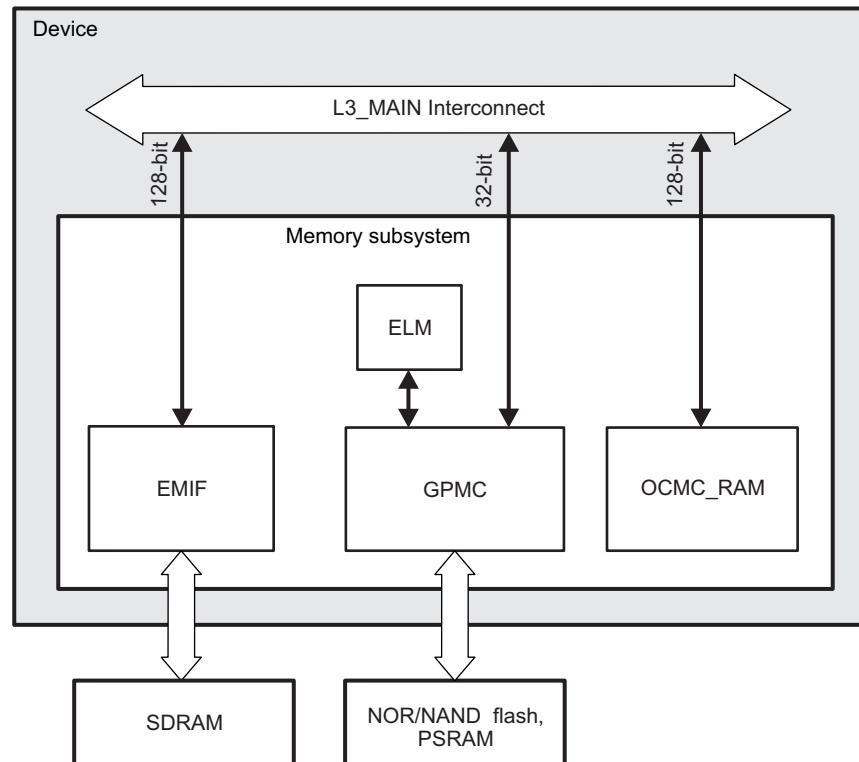 Device
L3_MAIN Interconnect
128-bit
32-bit
128-bit
Memory subsystem
ELM
EMIF
GPMC
OCMC_RAM
SDRAM
NOR/NAND flash,
PSRAM